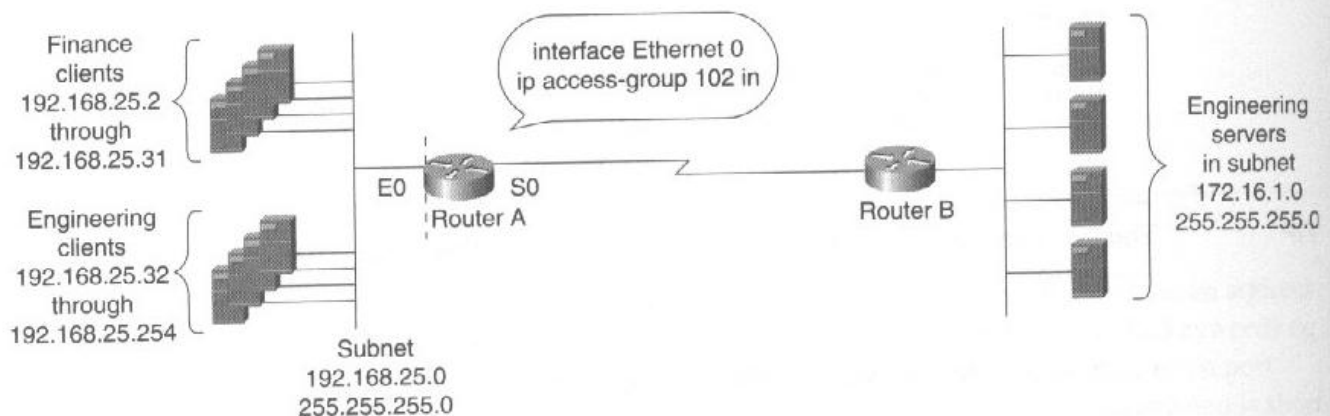 Finance
clients
192.168.25.2
through
192.168.25.31
interface Ethernet 0
ip access-group 102 in
Engineering
servers
in subnet
172.16.1.0
255.255.255.0
E0
S0
Router A
Router B
Engineering
clients
192.168.25.32
through
192.168.25.254
Subnet
192.168.25.0
255.255.255.0